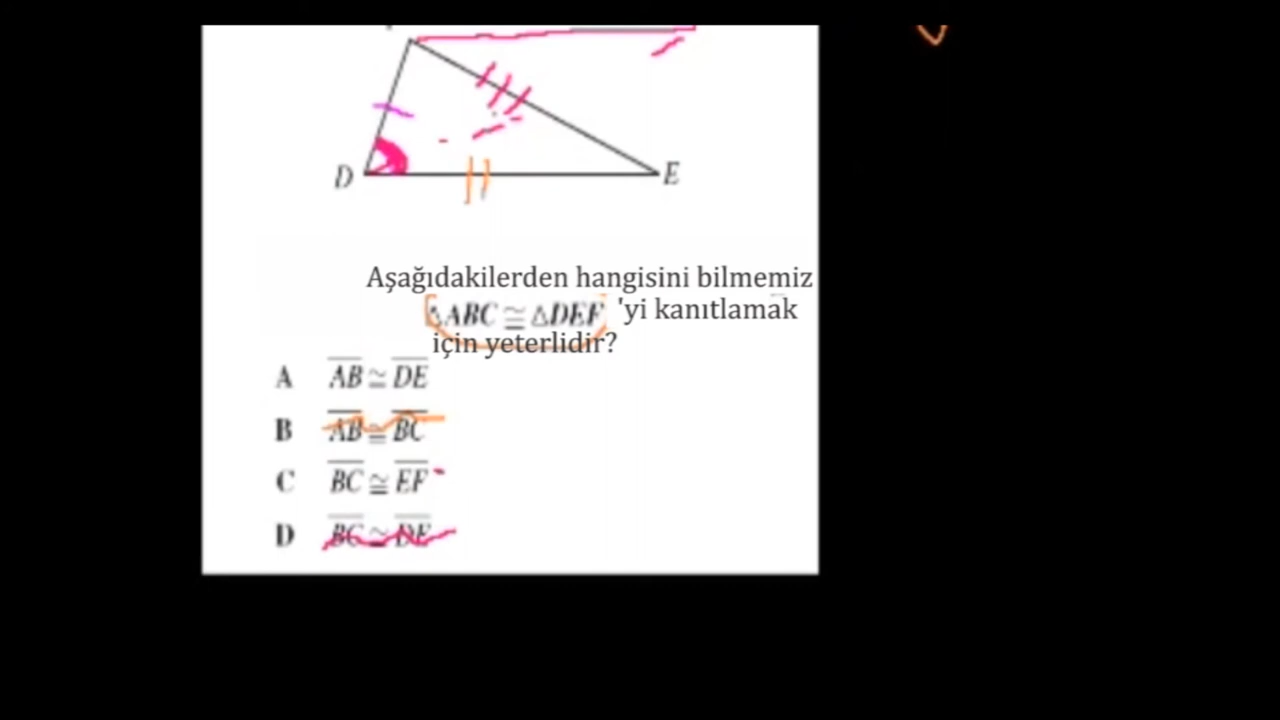 D
E
Aşağıdakilerden hangisini bilmemiz
△ABC ≅ △DEF 'yi kanıtlamak
için yeterlidir?
A AB ≅ DE
B AB ≅ BC
C BC ≅ EF
D BC ≅ DE